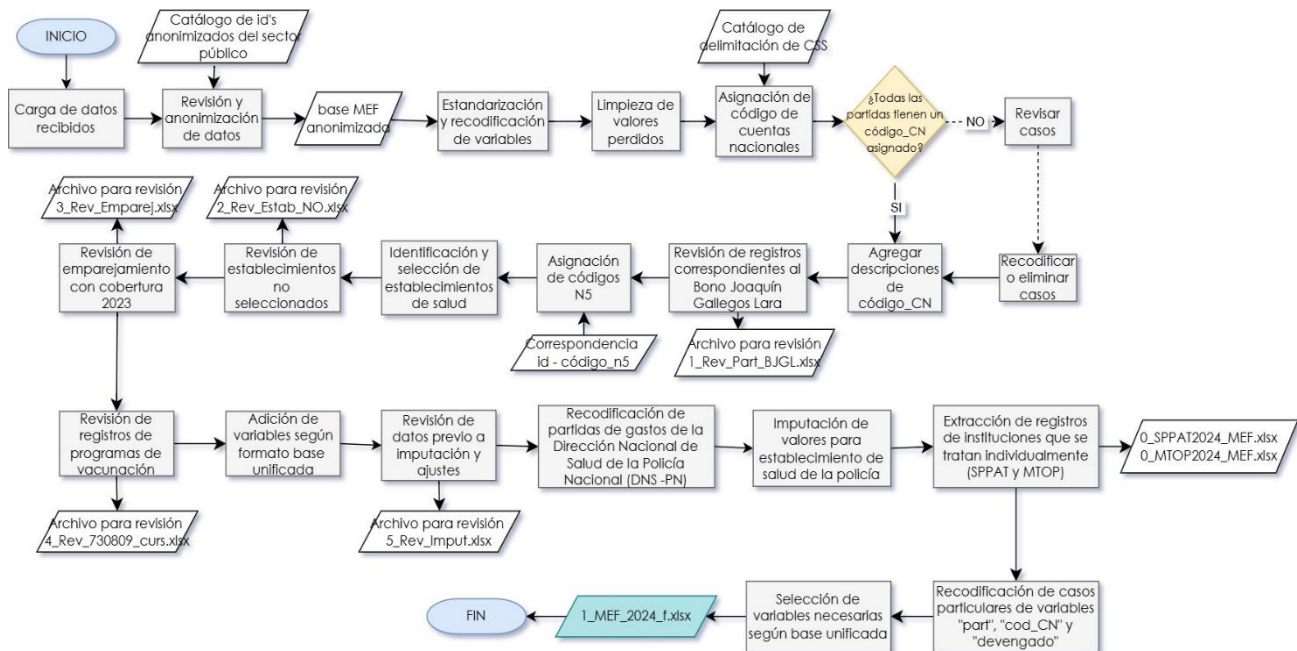 INICIO
Catálogo de id's
anonimizados del sector
público
Carga de datos
recibidos
Revisión y
anonimización
de datos
base MEF
anonimizada
Estandarización
y recodificación
de variables
Limpieza de
valores
perdidos
Catálogo de
delimitación de CSS
Asignación de
código de
cuentas
nacionales
¿Todas las
partidas tienen un
código_CN
asignado?
NO
Revisar
casos
SI
Recodificar
o eliminar
casos
Agregar
descripciones
de
código_CN
Revisión de registros
correspondientes al
Bono Joaquín
Gallegos Lara
Archivo para revisión
1_Rev_Part_BJGL.xlsx
Asignación
de códigos
N5
Correspondencia
id - código_n5
Identificación y
selección de
establecimientos
de salud
Revisión de
establecimientos
no
seleccionados
Archivo para revisión
2_Rev_Estab_NO.xlsx
Revisión de
emparejamiento
con cobertura
2023
Archivo para revisión
3_Rev_Emparej.xlsx
Revisión de
registros de
programas de
vacunación
Archivo para revisión
4_Rev_730809_curs.xlsx
Adición de
variables según
formato base
unificada
Revisión de
datos previo a
imputación y
ajustes
Archivo para revisión
5_Rev_Imput.xlsx
Recodificación de
partidas de gastos de la
Dirección Nacional de
Salud de la Policía
Nacional (DNS -PN)
Imputación de
valores para
establecimiento de
salud de la policía
Extracción de registros
de instituciones que se
tratan individualmente
(SPPAT y MTOP)
0_SPPAT2024_MEF.xlsx
0_MTOP2024_MEF.xlsx
Recodificación de casos
particulares de variables
"part", "cod_CN" y
"devengado"
Selección de
variables necesarias
según base unificada
1_MEF_2024_f.xlsx
FIN